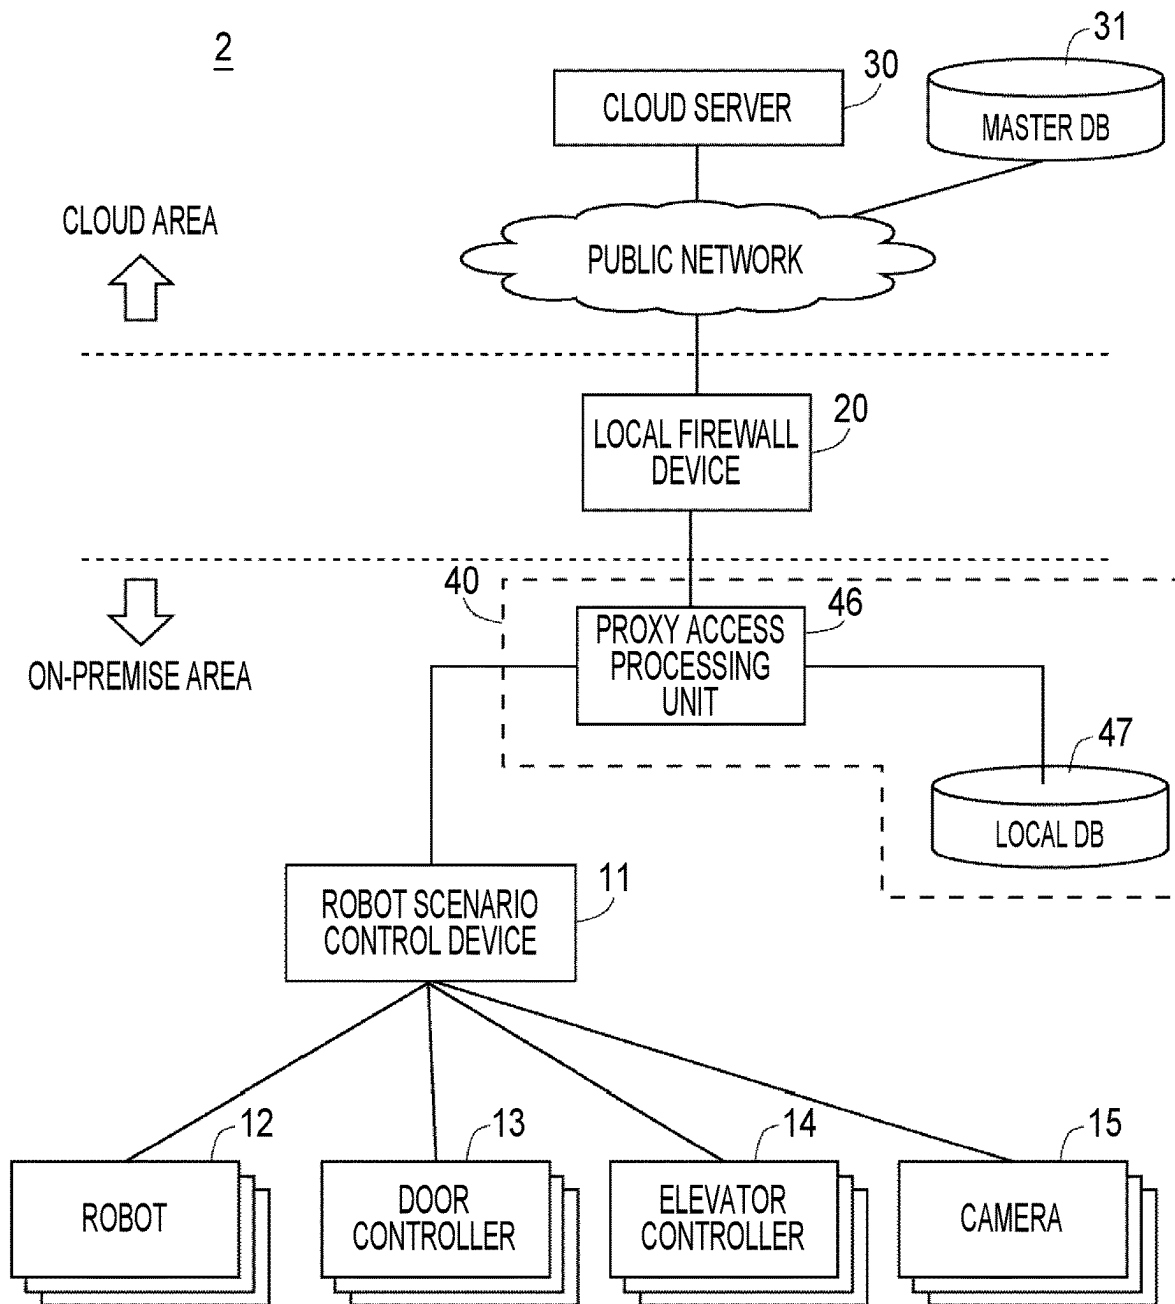 2
31
30
CLOUD SERVER
MASTER DB
CLOUD AREA
PUBLIC NETWORK
20
LOCAL FIREWALL
DEVICE
40
46
PROXY ACCESS
PROCESSING
UNIT
ON-PREMISE AREA
47
LOCAL DB
11
ROBOT SCENARIO
CONTROL DEVICE
12
13
14
15
ROBOT
DOOR
CONTROLLER
ELEVATOR
CONTROLLER
CAMERA